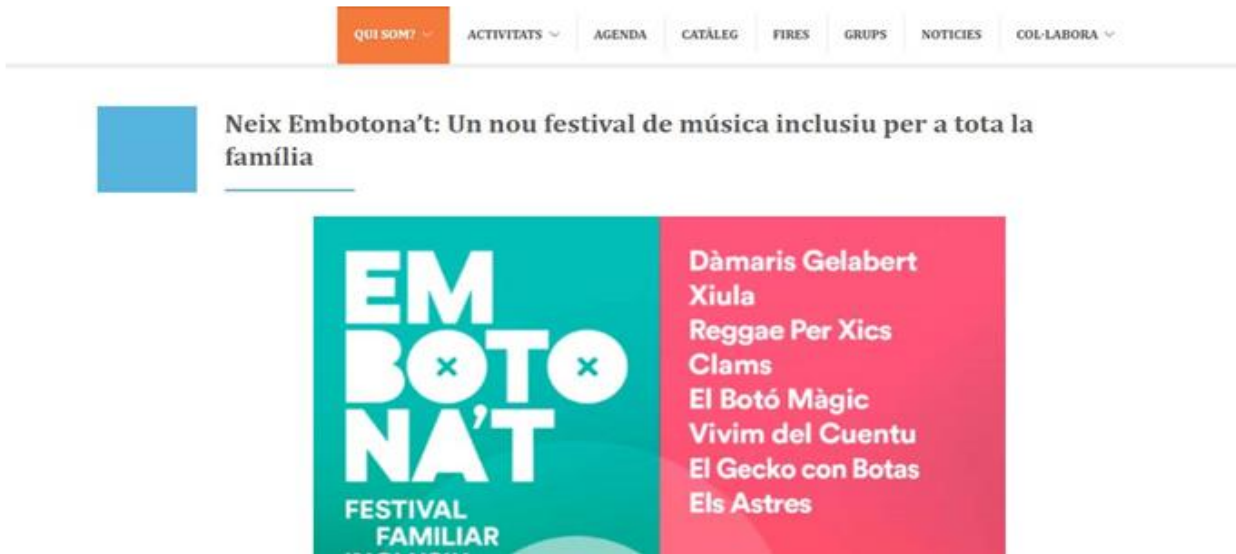 QUI SOM? ACTIVITATS AGENDA CATÀLEG FIRES GRUPS NOTICIES COL·LABORA
Neix Embotona’t: Un nou festival de música inclusiu per a tota la
família
EM
BOTO
NA’T
FESTIVAL
FAMILIAR
Dàmaris Gelabert
Xiula
Reggae Per Xics
Clams
El Botó Màgic
Vivim del Cuentu
El Gecko con Botas
Els Astres